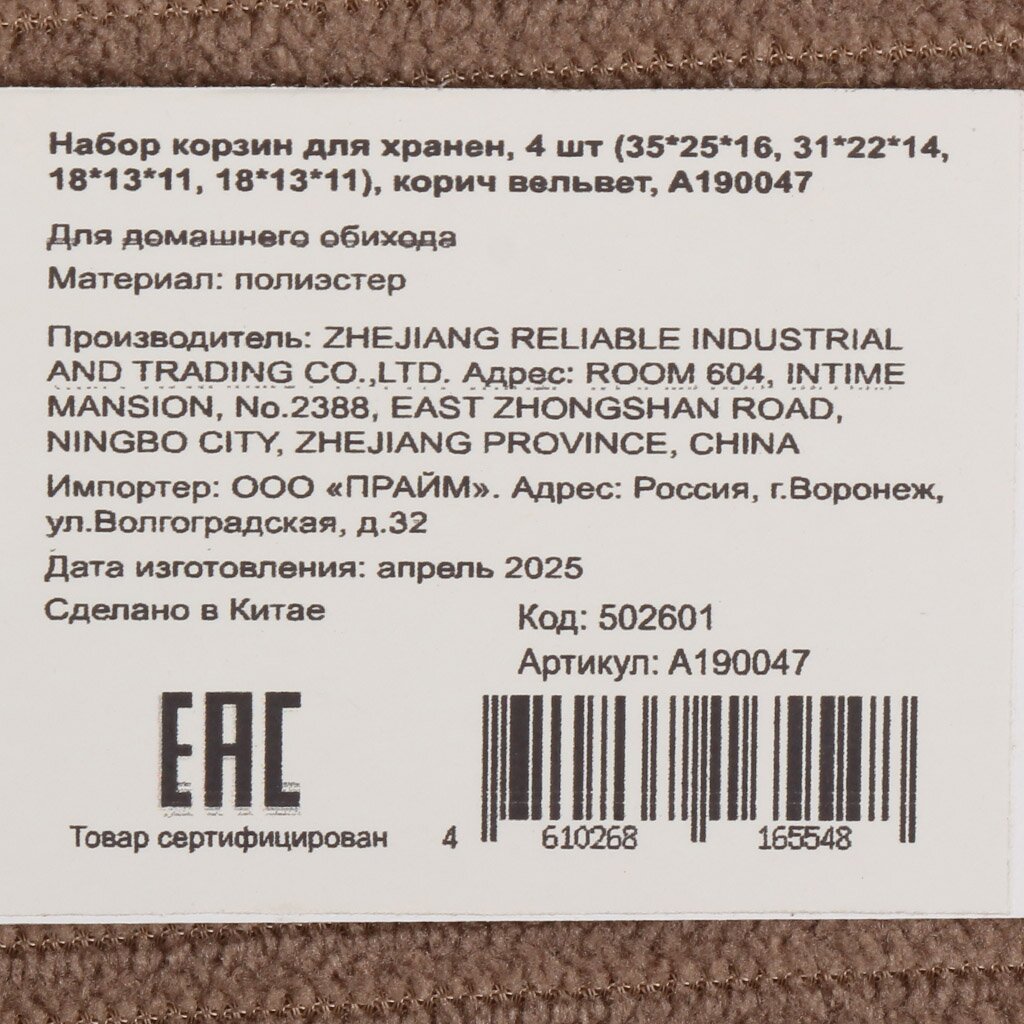 Набор корзин для хранен, 4 шт (35*25*16, 31*22*14,
18*13*11, 18*13*11), корич вельвет, А190047
Для домашнего обихода
Материал: полиэстер
Производитель: ZHEJIANG RELIABLE INDUSTRIAL
AND TRADING CO.,LTD. Адрес: ROOM 604, INTIME
MANSION, No.2388, EAST ZHONGSHAN ROAD,
NINGBO CITY, ZHEJIANG PROVINCE, CHINA
Импортер: ООО «ПРАЙМ». Адрес: Россия, г.Воронеж,
ул.Волгоградская, д.32
Дата изготовления: апрель 2025
Сделано в Китае
Код: 502601
Артикул: А190047
EAC
Товар сертифицирован
4 610268 165548